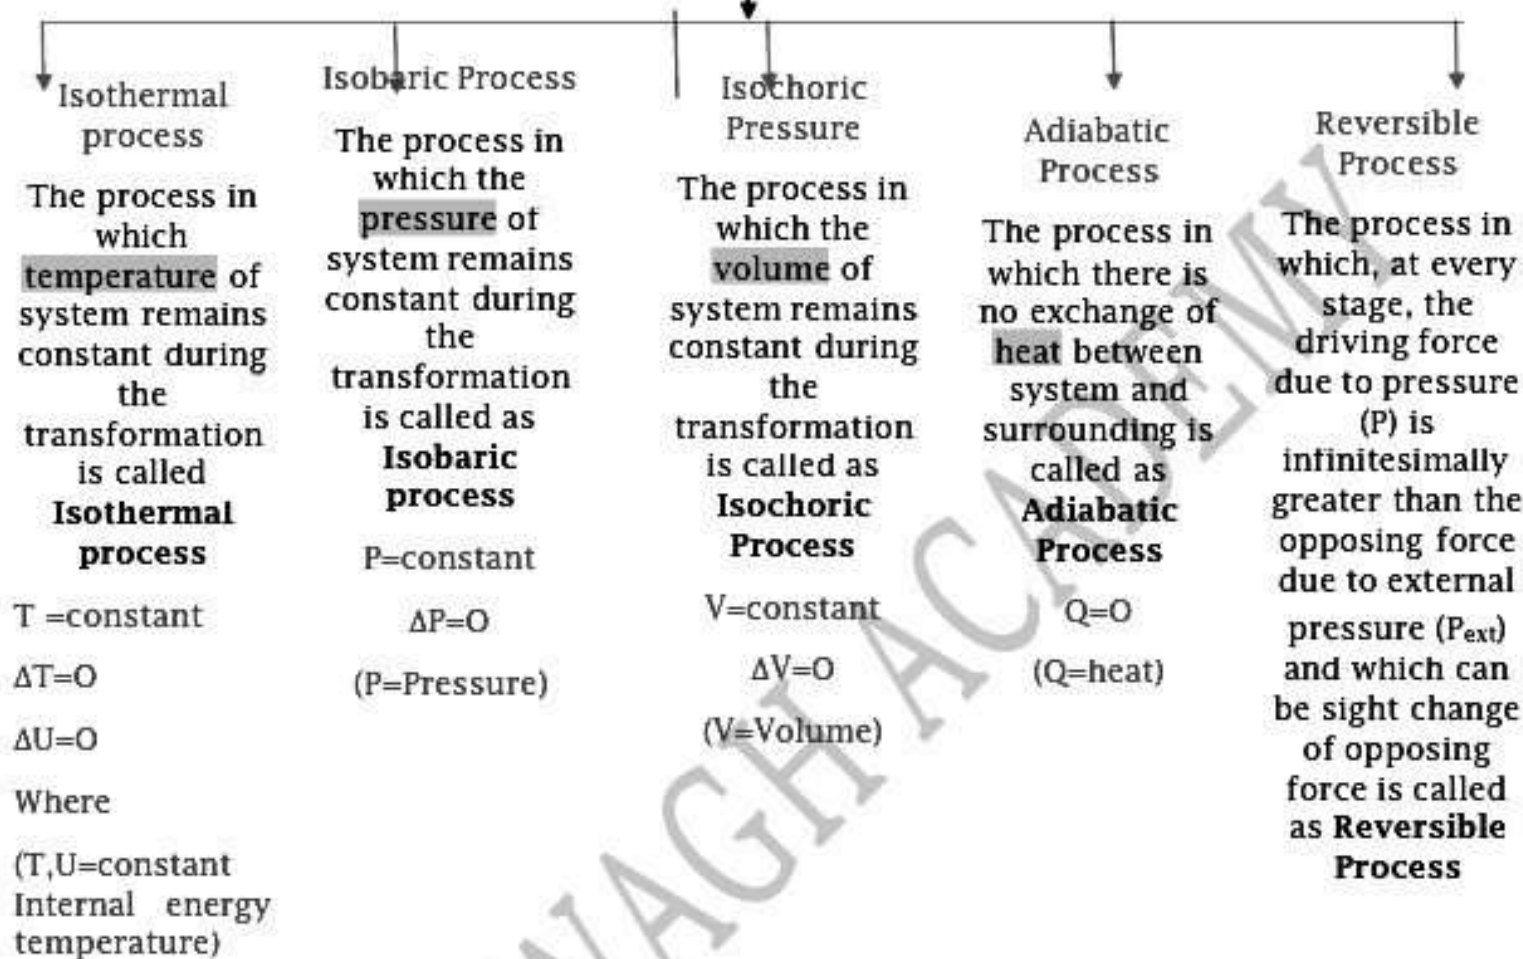 Isothermal
process
The process in
which
temperature of
system remains
constant during
the
transformation
is called
Isothermal
process
T =constant
ΔT=O
ΔU=O
Where
(T,U=constant
Internal energy
temperature)
Isobaric Process
The process in
which the
pressure of
system remains
constant during
the
transformation
is called as
Isobaric
process
P=constant
ΔP=O
(P=Pressure)
Isochoric
Pressure
The process in
which the
volume of
system remains
constant during
the
transformation
is called as
Isochoric
Process
V=constant
ΔV=O
(V=Volume)
Adiabatic
Process
The process in
which there is
no exchange of
heat between
system and
surrounding is
called as
Adiabatic
Process
Q=O
(Q=heat)
Reversible
Process
The process in
which, at every
stage, the
driving force
due to pressure
(P) is
infinitesimally
greater than the
opposing force
due to external
pressure (Pext)
and which can
be sight change
of opposing
force is called
as Reversible
Process
WAGH ACADEMY